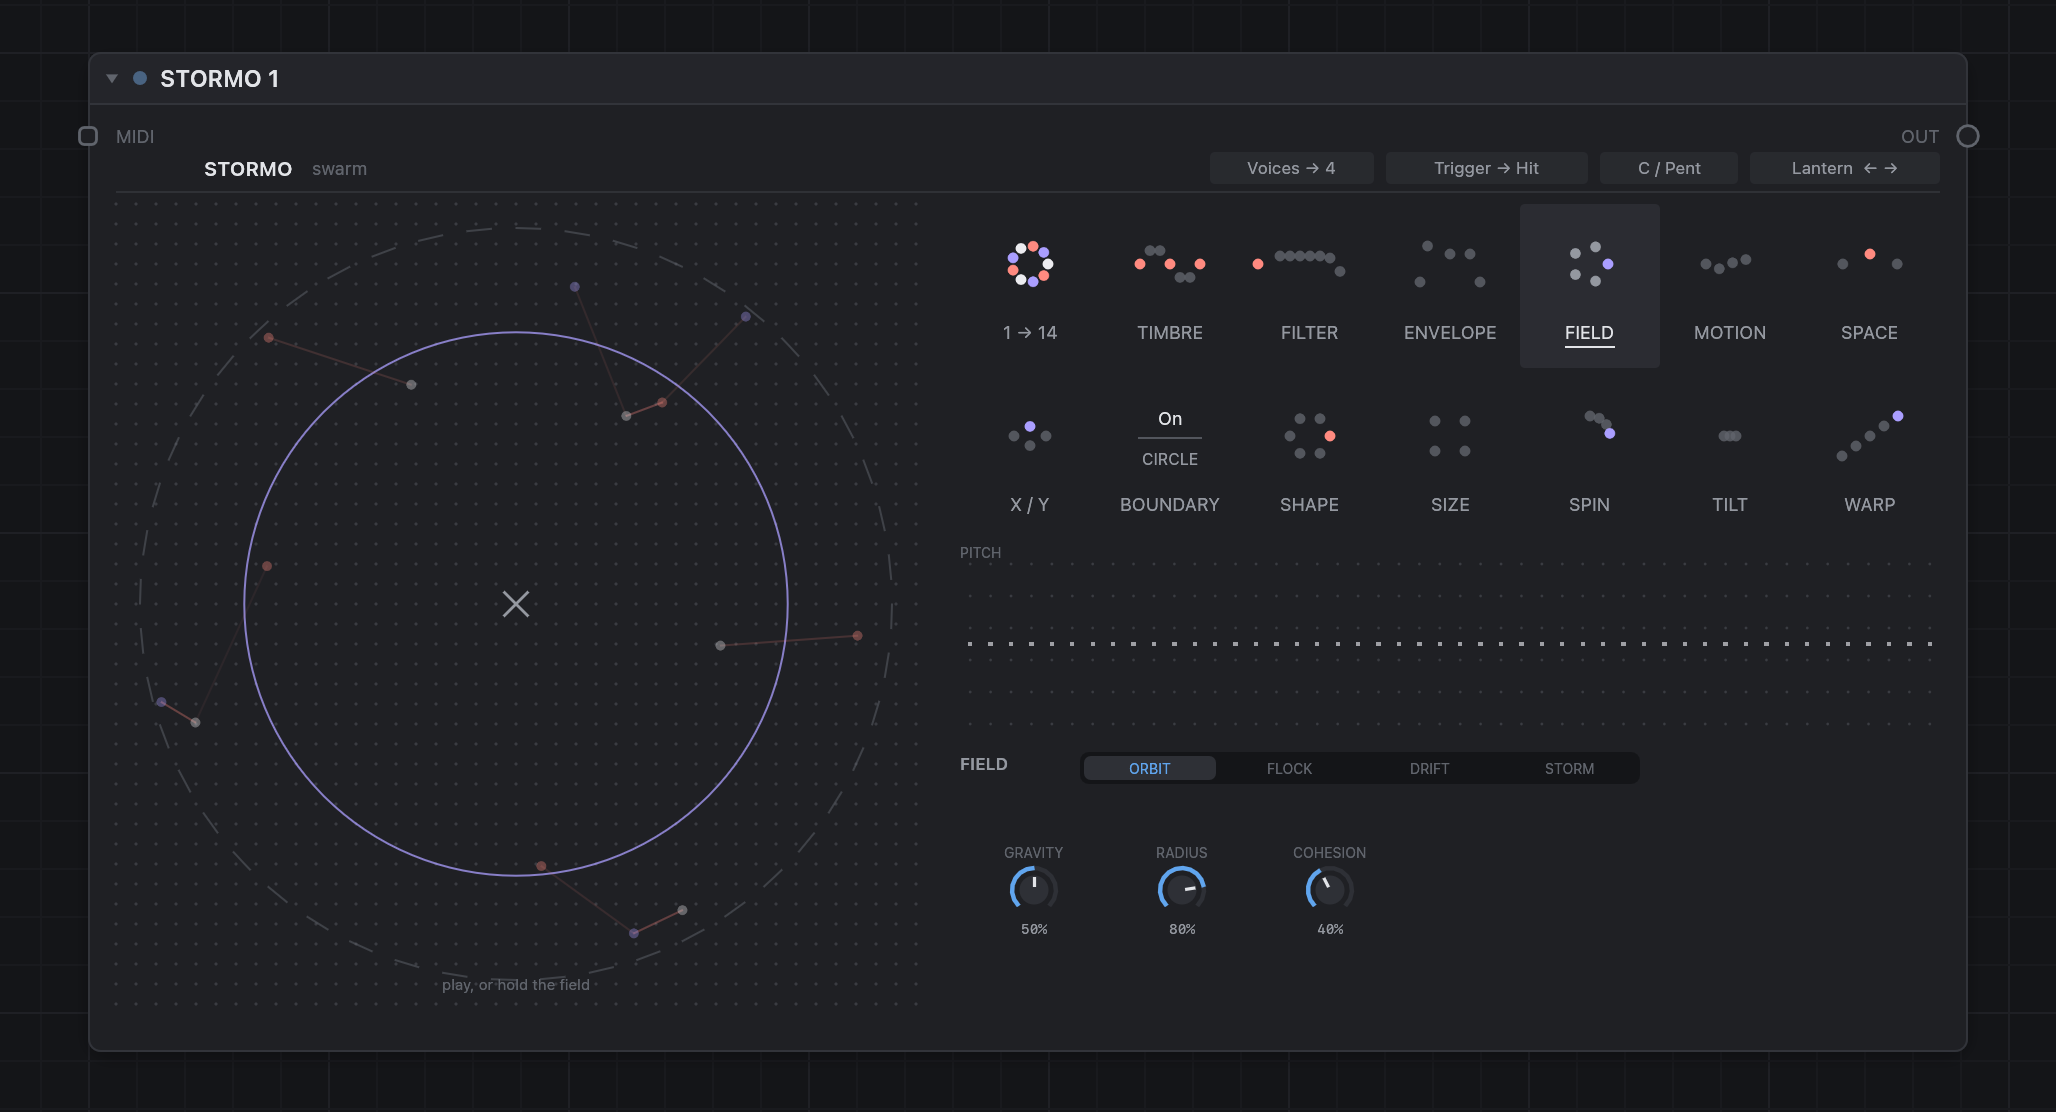 STORMO 1
MIDI
OUT
STORMO swarm
Voices → 4
Trigger → Hit
C / Pent
Lantern ← →
1 → 14
TIMBRE
FILTER
ENVELOPE
FIELD
MOTION
SPACE
On
CIRCLE
X / Y
BOUNDARY
SHAPE
SIZE
SPIN
TILT
WARP
PITCH
FIELD
ORBIT
FLOCK
DRIFT
STORM
GRAVITY
RADIUS
COHESION
50%
80%
40%
play, or hold the field